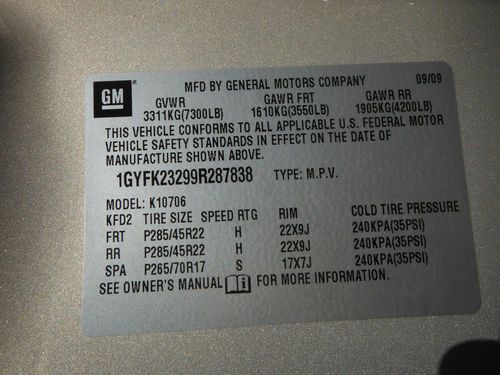 GM
MFD BY GENERAL MOTORS COMPANY 09/09
GVWR GAWR FRT GAWR RR
3311KG(7300LB) 1610KG(3550LB) 1905KG(4200LB)
THIS VEHICLE CONFORMS TO ALL APPLICABLE U.S. FEDERAL MOTOR
VEHICLE SAFETY STANDARDS IN EFFECT ON THE DATE OF
MANUFACTURE SHOWN ABOVE.
1GYFK23299R287838 TYPE: M.P.V.
MODEL: K10706
KFD2 TIRE SIZE SPEED RTG RIM COLD TIRE PRESSURE
FRT P285/45R22 H 22X9J 240KPA(35PSI)
RR P285/45R22 H 22X9J 240KPA(35PSI)
SPA P265/70R17 S 17X7J 240KPA(35PSI)
SEE OWNER'S MANUAL FOR MORE INFORMATION.